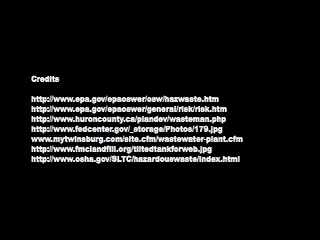 Credits
http://www.epa.gov/epaoswer/osw/hazwaste.htm
http://www.epa.gov/epaoswer/general/risk/risk.htm
http://www.huroncounty.ca/plandev/wasteman.php
http://www.fedcenter.gov/_storage/Photos/179.jpg
www.mytwinsburg.com/site.cfm/wastewater-plant.cfm
http://www.fmclandfill.org/tiltedtankforweb.jpg
http://www.osha.gov/SLTC/hazardouswaste/index.html